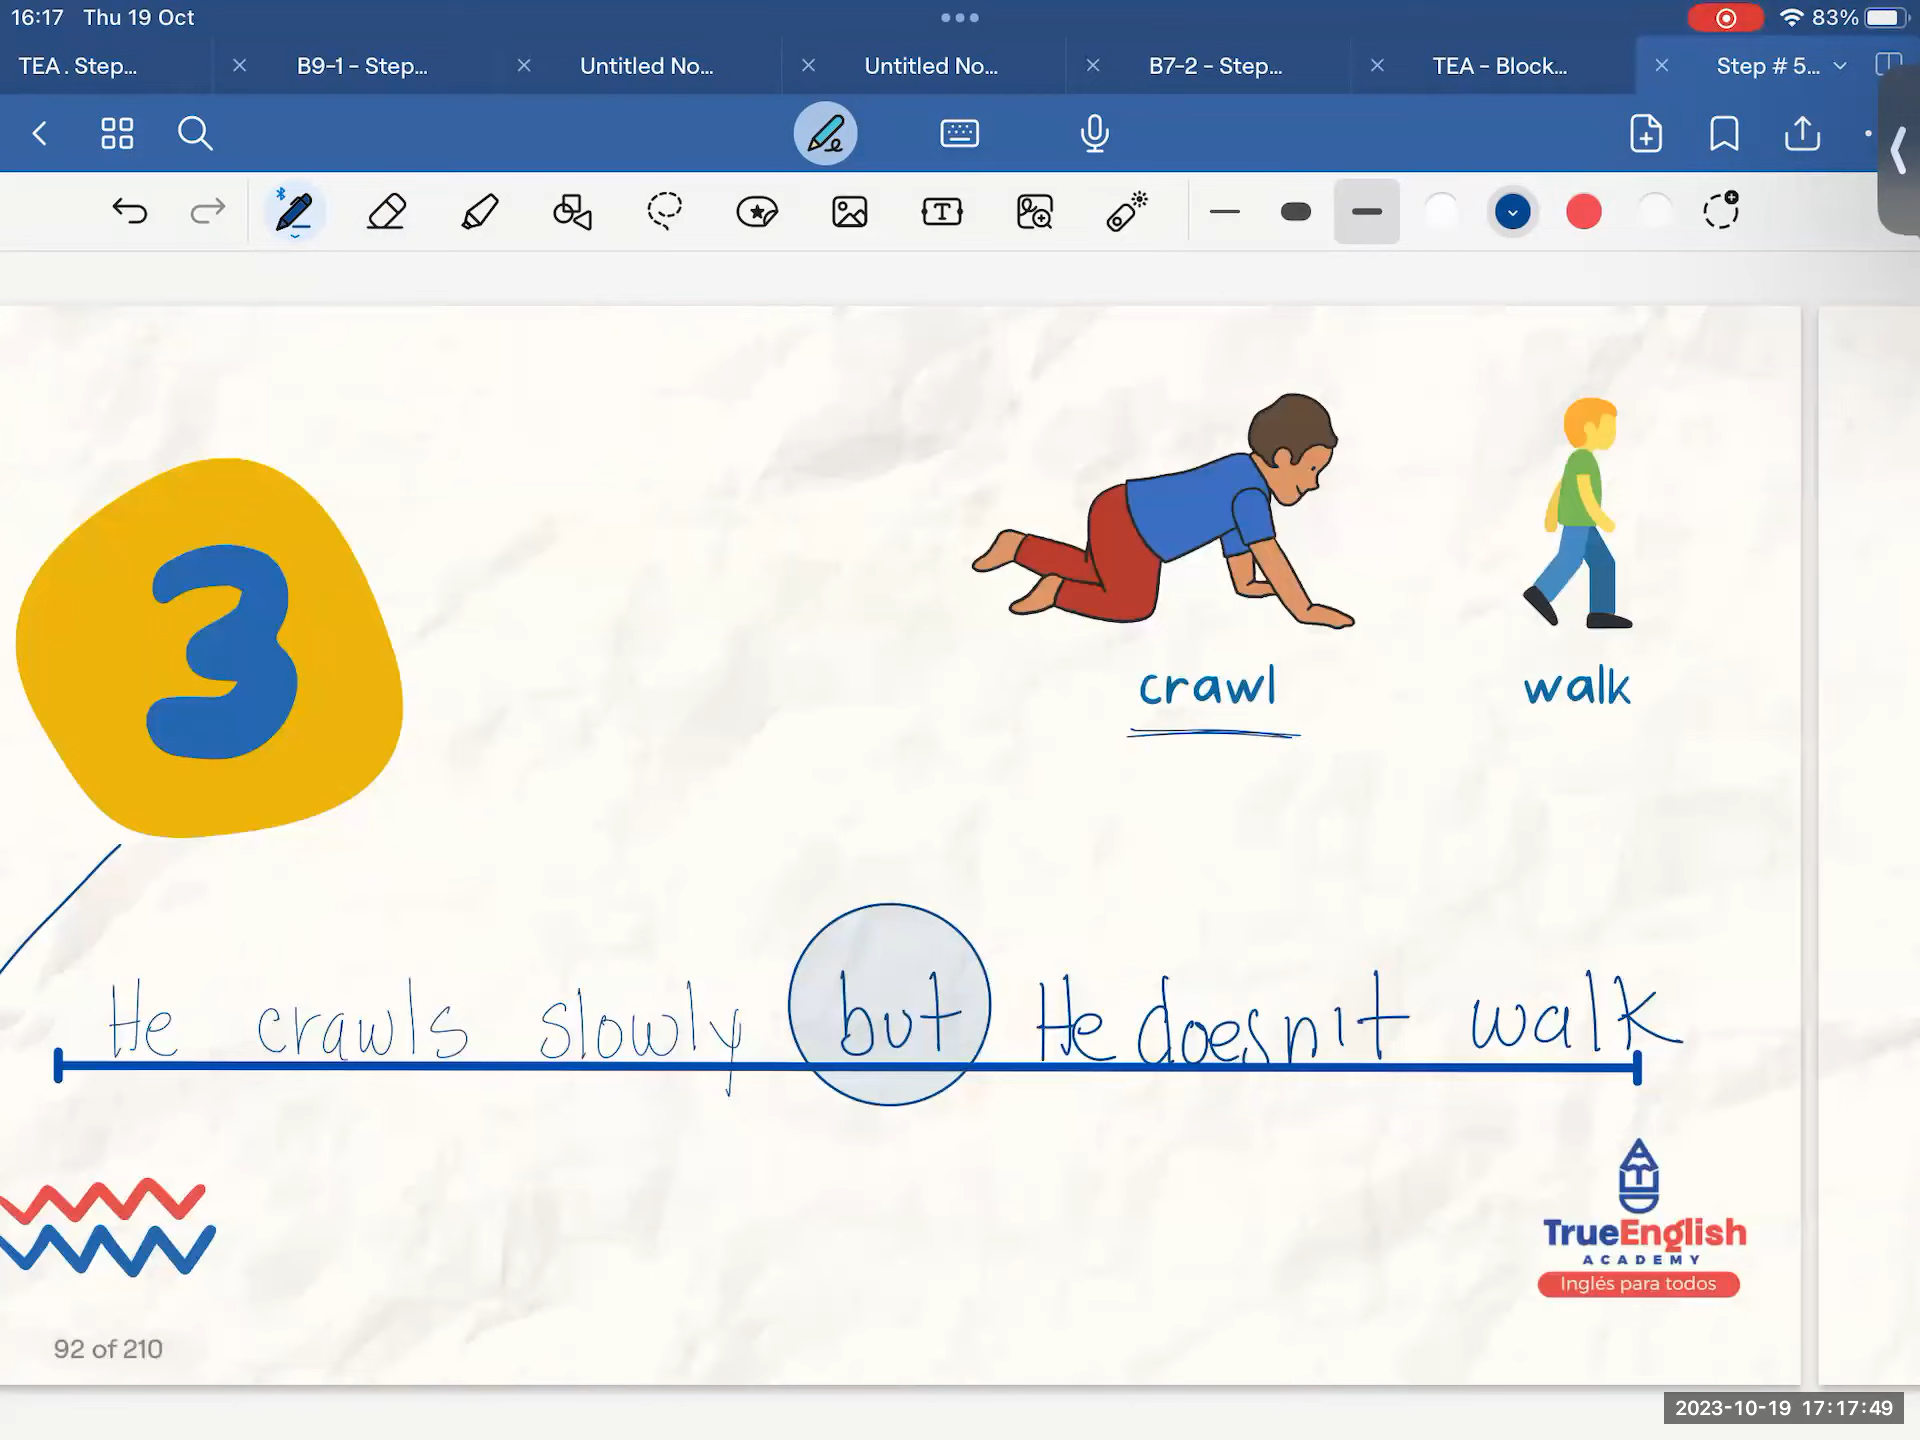 16:17 Thu 19 Oct 83%
TEA . Step... B9-1 - Step... Untitled No... Untitled No... B7-2 - Step... TEA - Block... Step # 5...
3
crawl walk
He crawls slowly but He doesn't walk
TrueEnglish
ACADEMY
Inglés para todos
92 of 210
2023-10-19 17:17:49